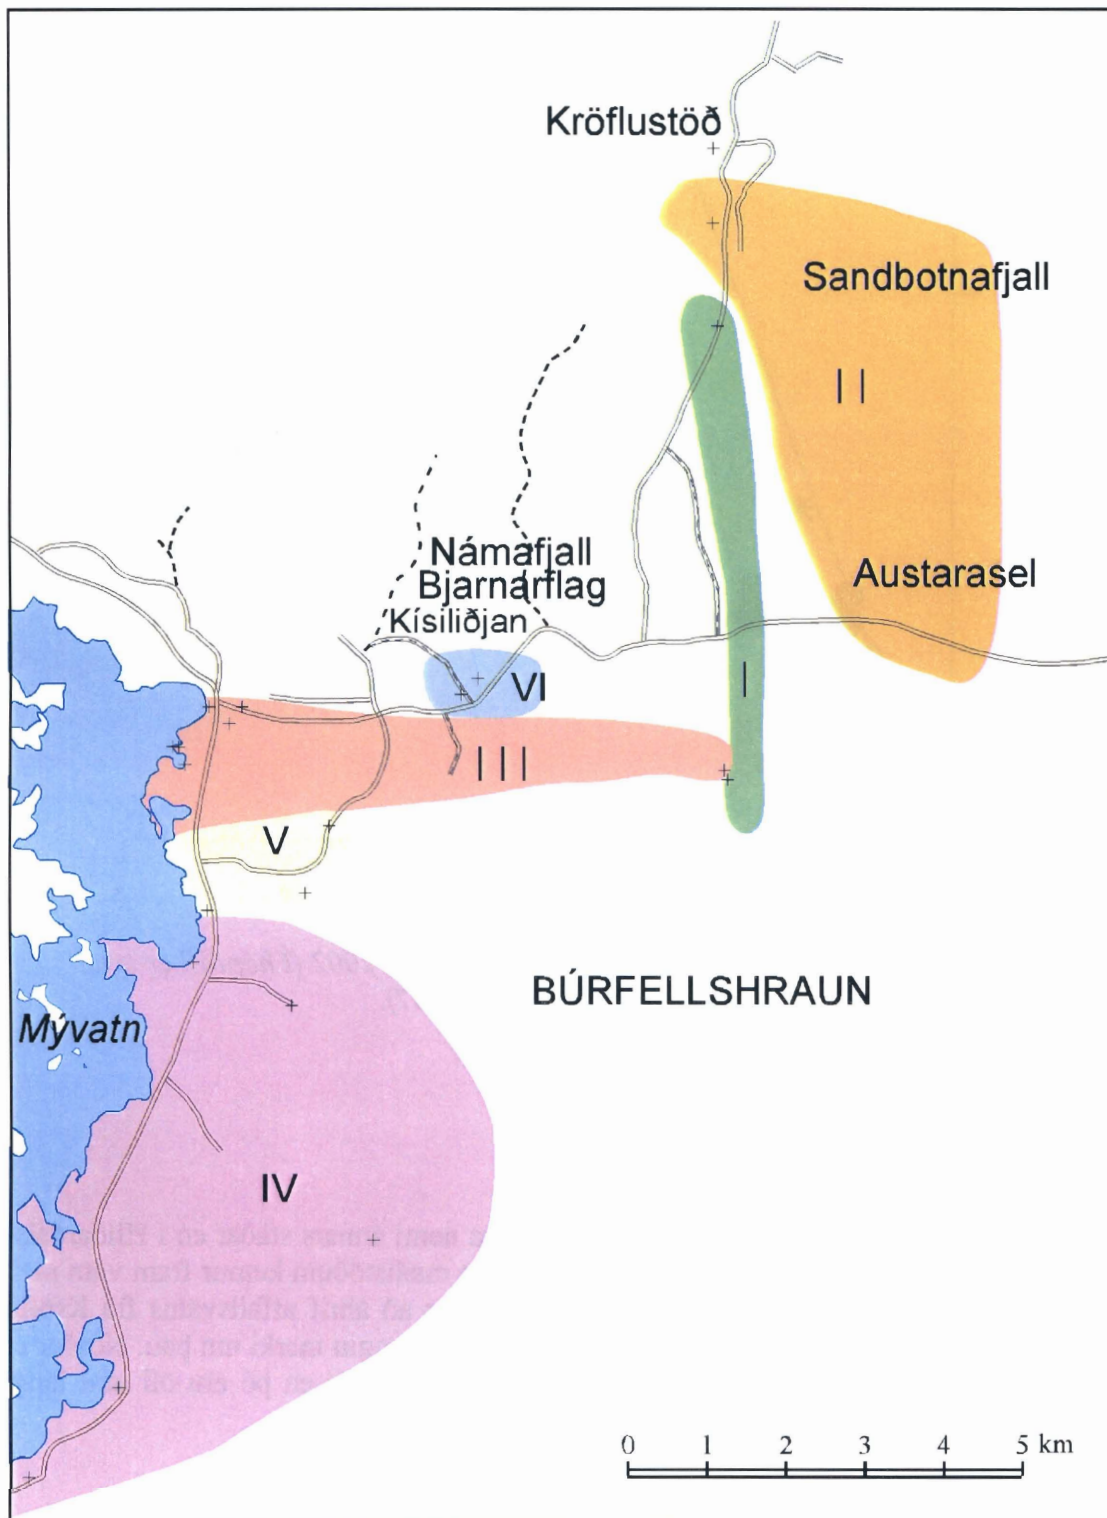 Kröflustöð
Sandbotnafjall
II
Námafjall
Bjarnarflag
Kísiliðjan
Austarasel
VI
I
III
V
BÚRFELLSHRAUN
Mývatn
IV
0 1 2 3 4 5 km